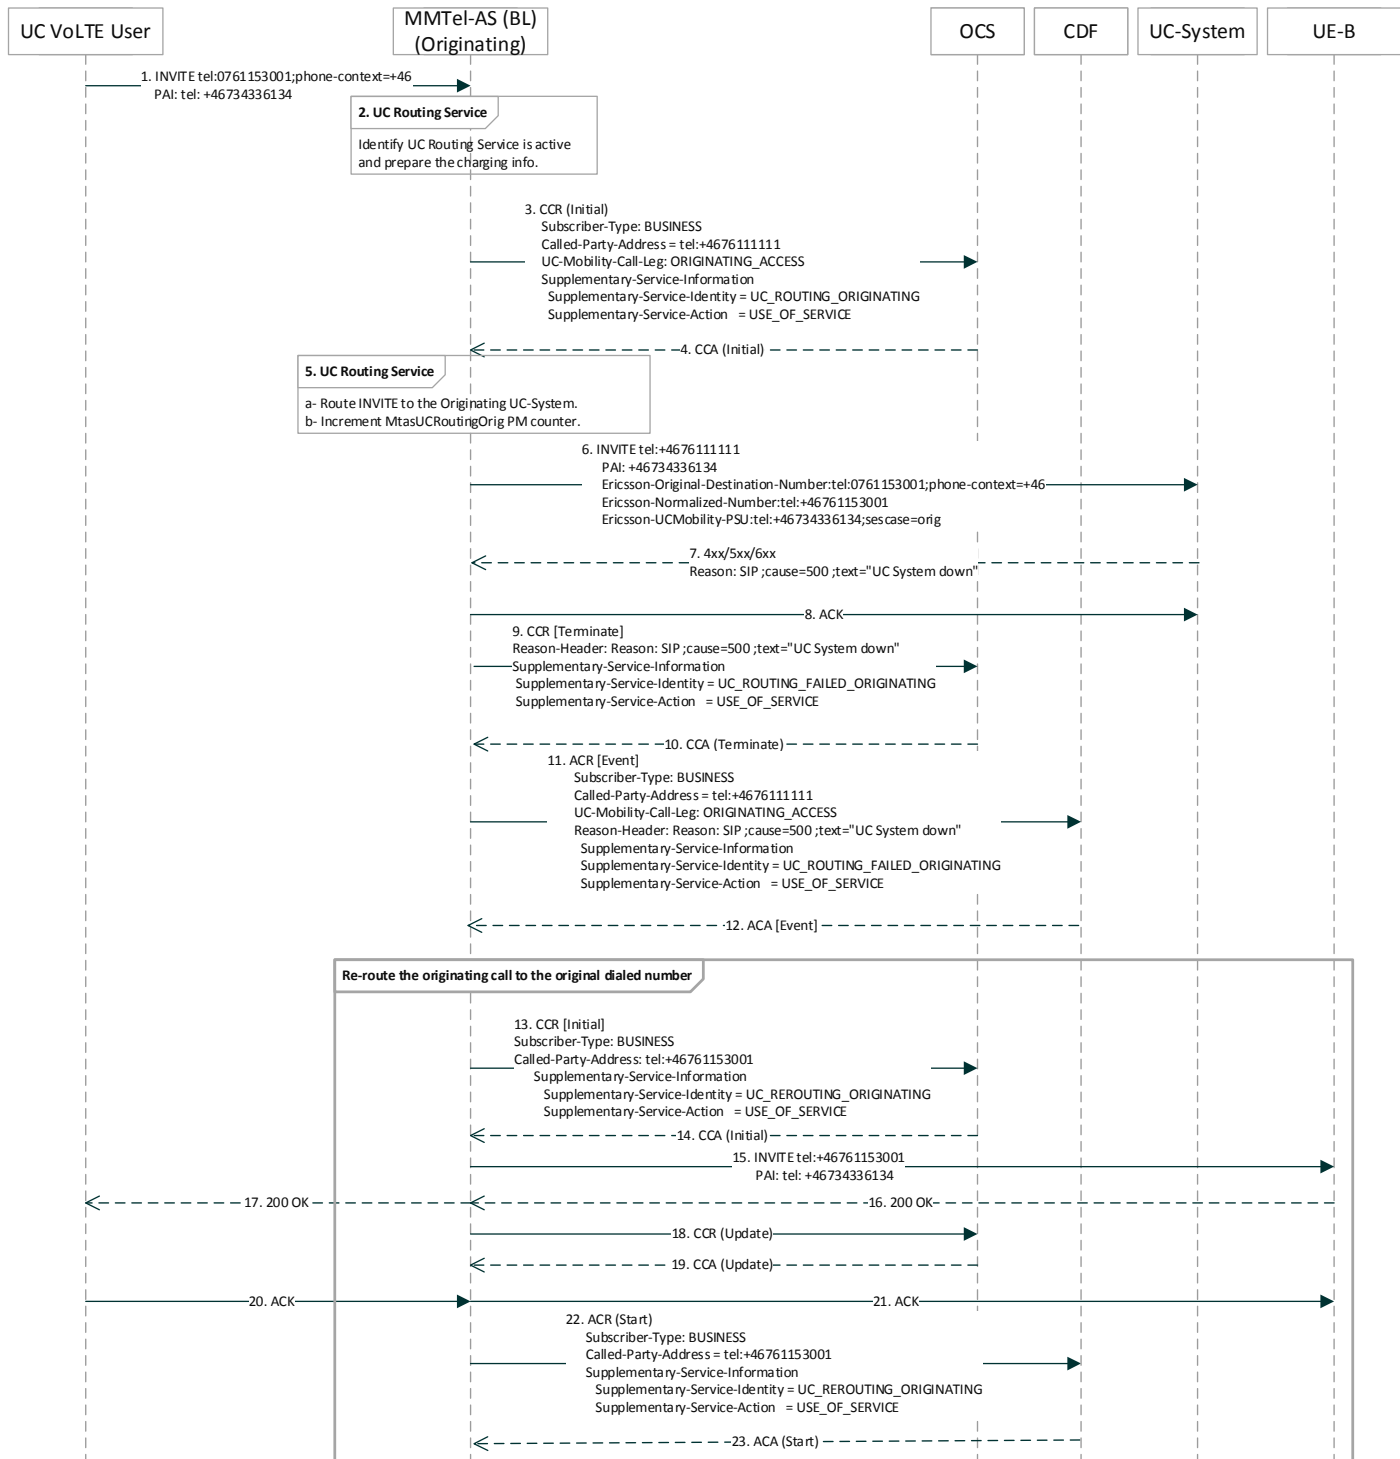 UC VoLTE User
MMTel-AS (BL)
(Originating)
OCS
CDF
UC-System
UE-B
1. INVITE tel:0761153001;phone-context=+46
PAI: tel: +46734336134
2. UC Routing Service
Identify UC Routing Service is active
and prepare the charging info.
3. CCR (Initial)
Subscriber-Type: BUSINESS
Called-Party-Address = tel:+4676111111
UC-Mobility-Call-Leg: ORIGINATING_ACCESS
Supplementary-Service-Information
Supplementary-Service-Identity = UC_ROUTING_ORIGINATING
Supplementary-Service-Action = USE_OF_SERVICE
4. CCA (Initial)
5. UC Routing Service
a- Route INVITE to the Originating UC-System.
b- Increment MtasUCRoutingOrig PM counter.
6. INVITE tel:+4676111111
PAI: +46734336134
Ericsson-Original-Destination-Number:tel:0761153001;phone-context=+46
Ericsson-Normalized-Number:tel:+46761153001
Ericsson-UCMobility-PSU:tel:+46734336134;sescase=orig
7. 4xx/5xx/6xx
Reason: SIP ;cause=500 ;text="UC System down"
8. ACK
9. CCR [Terminate]
Reason-Header: Reason: SIP ;cause=500 ;text="UC System down"
Supplementary-Service-Information
Supplementary-Service-Identity = UC_ROUTING_FAILED_ORIGINATING
Supplementary-Service-Action = USE_OF_SERVICE
10. CCA (Terminate)
11. ACR [Event]
Subscriber-Type: BUSINESS
Called-Party-Address = tel:+4676111111
UC-Mobility-Call-Leg: ORIGINATING_ACCESS
Reason-Header: Reason: SIP ;cause=500 ;text="UC System down"
Supplementary-Service-Information
Supplementary-Service-Identity = UC_ROUTING_FAILED_ORIGINATING
Supplementary-Service-Action = USE_OF_SERVICE
12. ACA [Event]
Re-route the originating call to the original dialed number
13. CCR [Initial]
Subscriber-Type: BUSINESS
Called-Party-Address: tel:+46761153001
Supplementary-Service-Information
Supplementary-Service-Identity = UC_REROUTING_ORIGINATING
Supplementary-Service-Action = USE_OF_SERVICE
14. CCA (Initial)
15. INVITE tel:+46761153001
PAI: tel: +46734336134
17. 200 OK
16. 200 OK
18. CCR (Update)
19. CCA (Update)
20. ACK
21. ACK
22. ACR (Start)
Subscriber-Type: BUSINESS
Called-Party-Address = tel:+46761153001
Supplementary-Service-Information
Supplementary-Service-Identity = UC_REROUTING_ORIGINATING
Supplementary-Service-Action = USE_OF_SERVICE
23. ACA (Start)